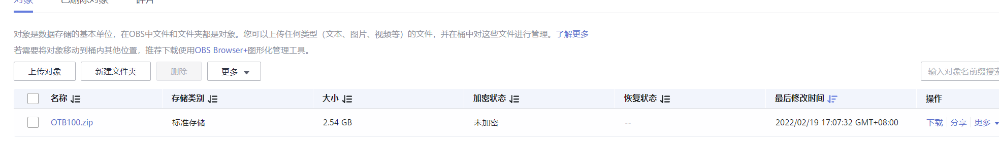 对象 已删除对象 碎片
对象是数据存储的基本单位，在OBS中文件和文件夹都是对象。您可以上传任何类型（文本、图片、视频等）的文件，并在桶中对这些文件进行管理。了解更多
若需要将对象移动到桶内其他位置，推荐下载使用OBS Browser+图形化管理工具。
上传对象 新建文件夹 删除 更多 输入对象名前缀搜索
名称 存储类别 大小 加密状态 恢复状态 最后修改时间 操作
OTB100.zip 标准存储 2.54 GB 未加密 -- 2022/02/19 17:07:32 GMT+08:00 下载 分享 更多